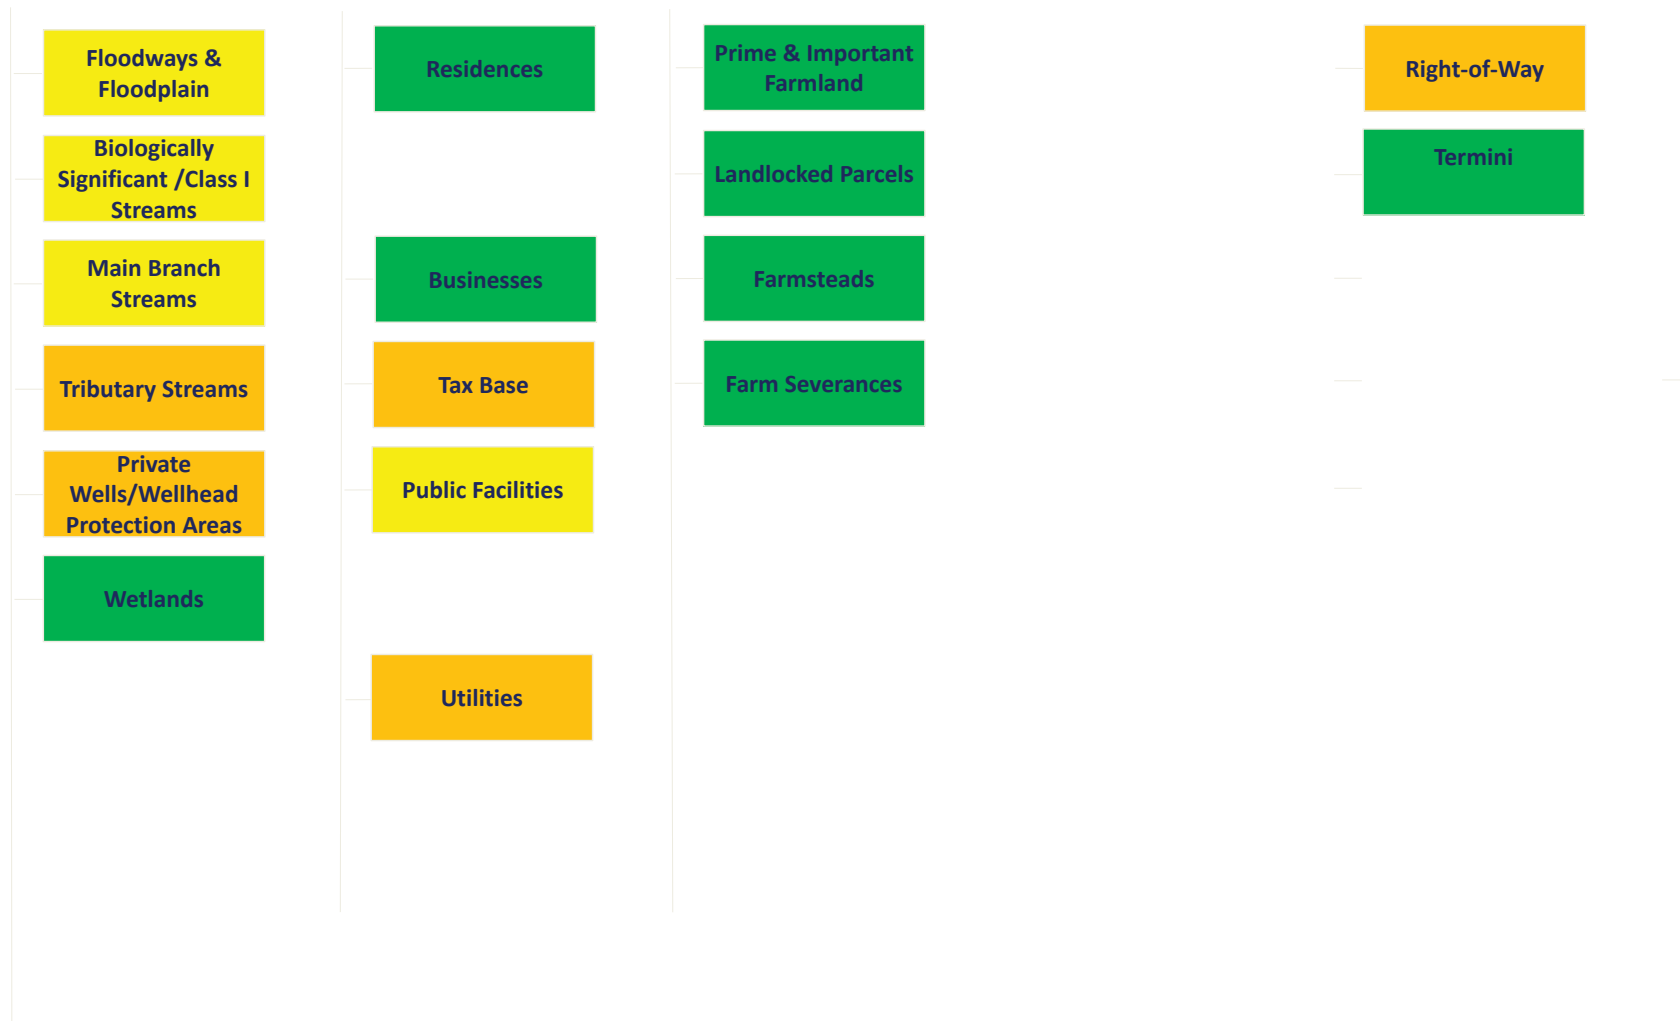 Floodways &
Floodplain
Biologically
Significant /Class I
Streams
Main Branch
Streams
Tributary Streams
Private
Wells/Wellhead
Protection Areas
Wetlands
Residences
Businesses
Tax Base
Public Facilities
Utilities
Prime & Important
Farmland
Landlocked Parcels
Farmsteads
Farm Severances
Right-of-Way
Termini